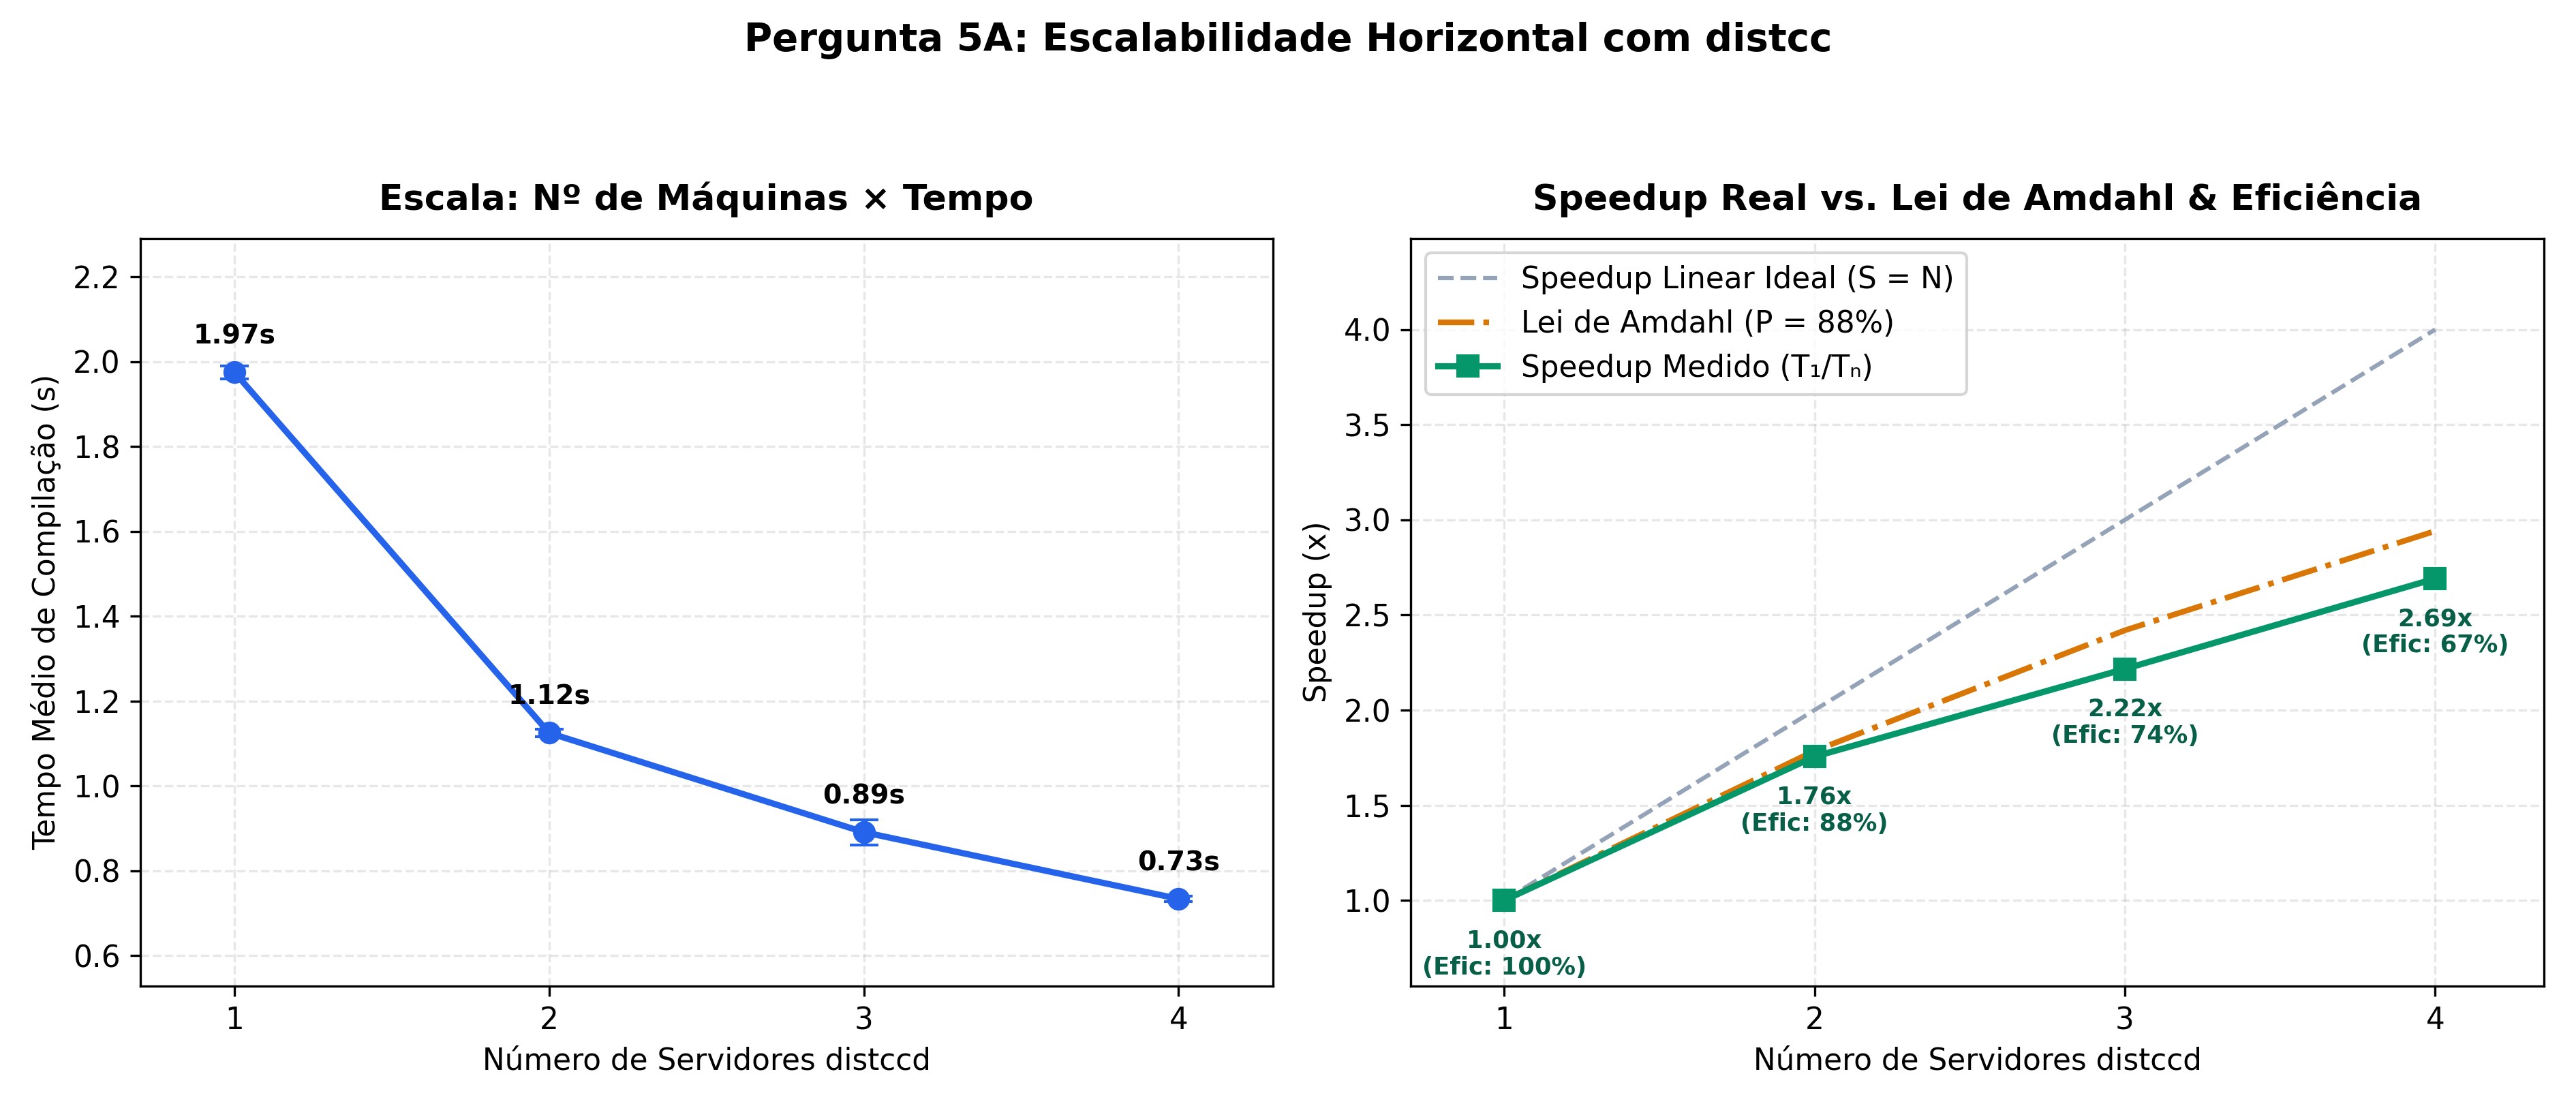 Pergunta 5A: Escalabilidade Horizontal com distcc
Escala: Nº de Máquinas × Tempo
Tempo Médio de Compilação (s)
2.2
2.0
1.8
1.6
1.4
1.2
1.0
0.8
0.6
1.97s
1.12s
0.89s
0.73s
1
2
3
4
Número de Servidores distccd
Speedup Real vs. Lei de Amdahl & Eficiência
Speedup (x)
4.0
3.5
3.0
2.5
2.0
1.5
1.0
Speedup Linear Ideal (S = N)
Lei de Amdahl (P = 88%)
Speedup Medido (T₁/Tₙ)
1.00x
(Efic: 100%)
1.76x
(Efic: 88%)
2.22x
(Efic: 74%)
2.69x
(Efic: 67%)
1
2
3
4
Número de Servidores distccd